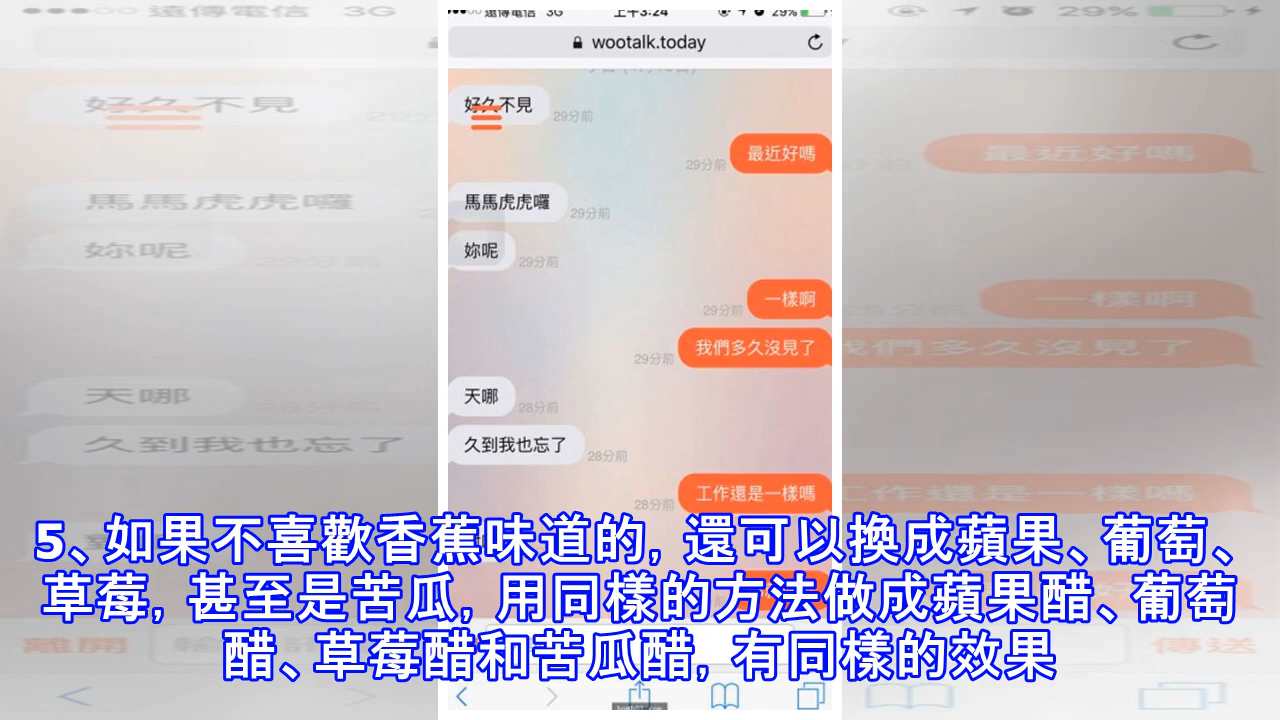 遠傳電信 3G 上午3:24 29%
wootalk.today
好久不見
29分前
最近好嗎
29分前
馬馬虎虎囉
29分前
妳呢
29分前
一樣啊
29分前
我們多久沒見了
29分前
天哪
28分前
久到我也忘了
28分前
工作還是一樣嗎
28分前
5、如果不喜歡香蕉味道的, 還可以換成蘋果、葡萄、
草莓, 甚至是苦瓜, 用同樣的方法做成蘋果醋、葡萄
醋、草莓醋和苦瓜醋, 有同樣的效果
離開
傳送